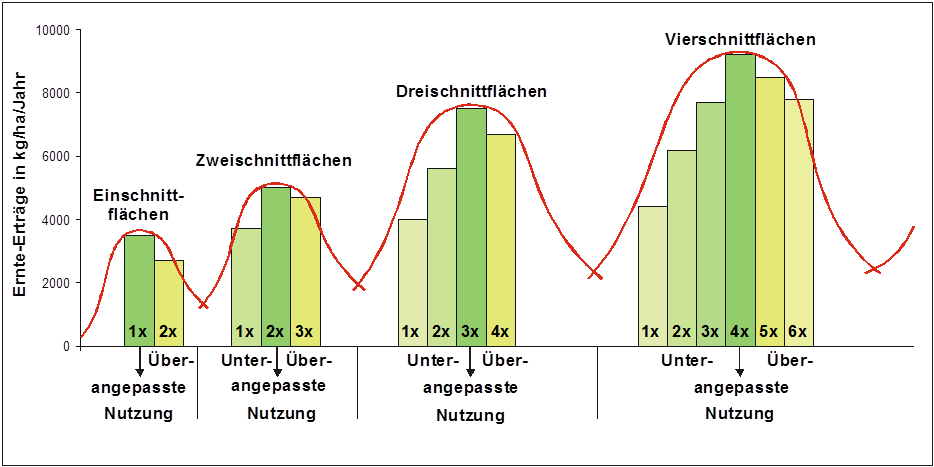 Ernte-Erträge in kg/ha/Jahr
10000
8000
6000
4000
2000
0
Einschnitt-
flächen
1x 2x
Über-
angepasste
Nutzung
Zweischnittflächen
1x 2x 3x
Unter- Über-
angepasste
Nutzung
Dreischnittflächen
1x 2x 3x 4x
Unter- Über-
angepasste
Nutzung
Vierschnittflächen
1x 2x 3x 4x 5x 6x
Unter- Über-
angepasste
Nutzung